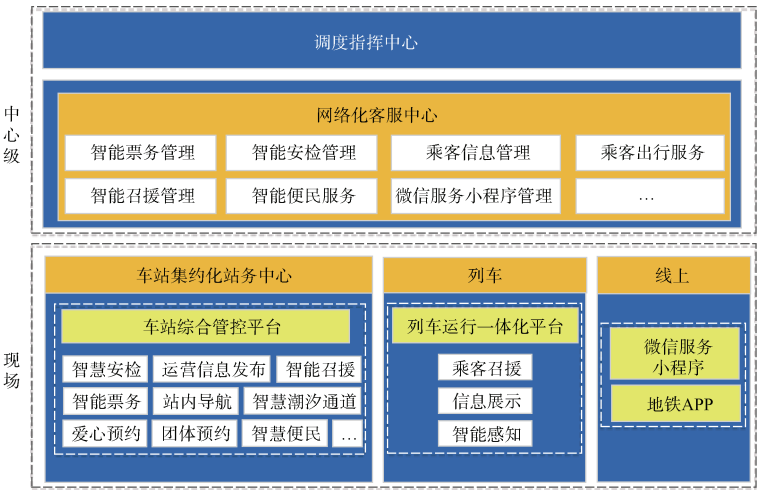 调度指挥中心
中心级
网络化客服中心
智能票务管理
智能安检管理
乘客信息管理
乘客出行服务
智能召援管理
智能便民服务
微信服务小程序管理
…
现场
车站集约化站务中心
车站综合管控平台
智慧安检
运营信息发布
智能召援
智能票务
站内导航
智慧潮汐通道
爱心预约
团体预约
智慧便民
…
列车
列车运行一体化平台
乘客召援
信息展示
智能感知
线上
微信服务
小程序
地铁APP